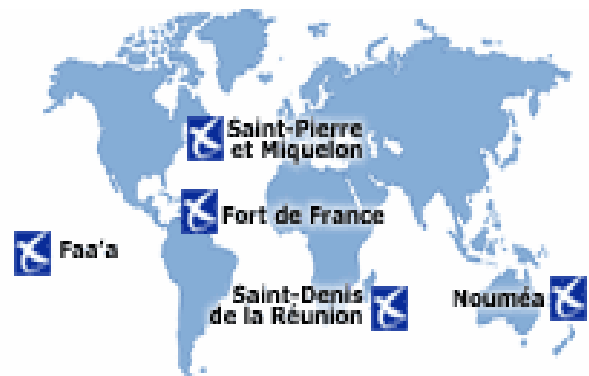 Saint-Pierre
et Miquelon
Fort de France
Faa'a
Saint-Denis
de la Réunion
Nouméa